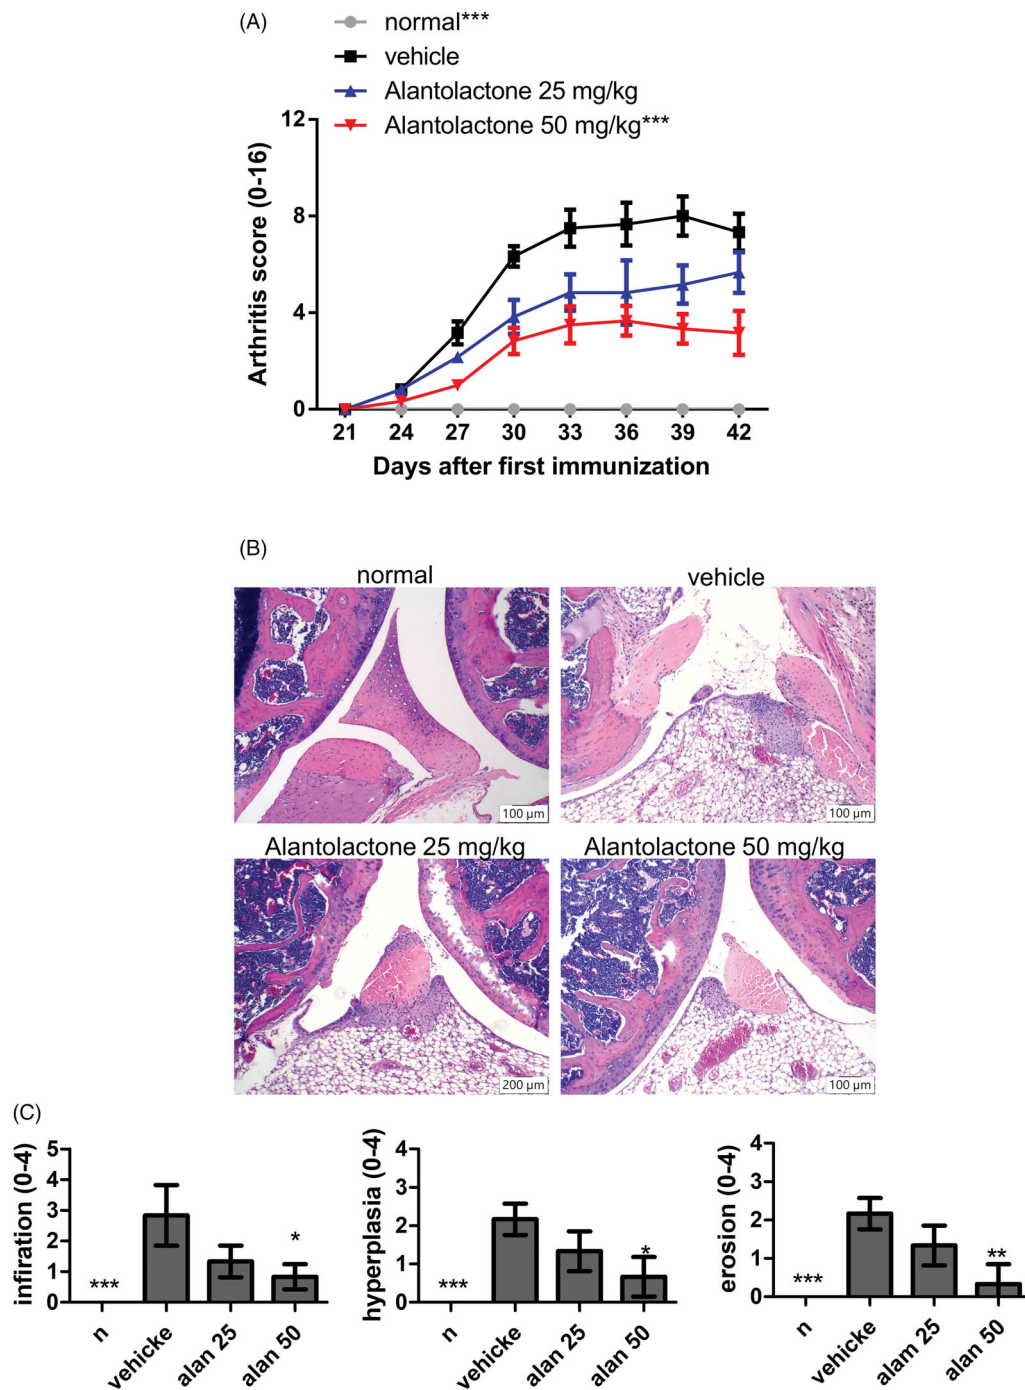 (A)
normal***
vehicle
Alantolactone 25 mg/kg
Alantolactone 50 mg/kg***
Arthritis score (0-16)
12
8
4
0
21 24 27 30 33 36 39 42
Days after first immunization
(B)
normal
vehicle
100 µm
100 µm
Alantolactone 25 mg/kg
Alantolactone 50 mg/kg
200 µm
100 µm
(C)
infiration (0-4)
5
4
3
2
1
0
***
*
n
vehicke
alan 25
alan 50
hyperplasia (0-4)
4
3
2
1
0
***
*
n
vehicke
alan 25
alan 50
erosion (0-4)
4
3
2
1
0
***
**
n
vehicke
alam 25
alan 50